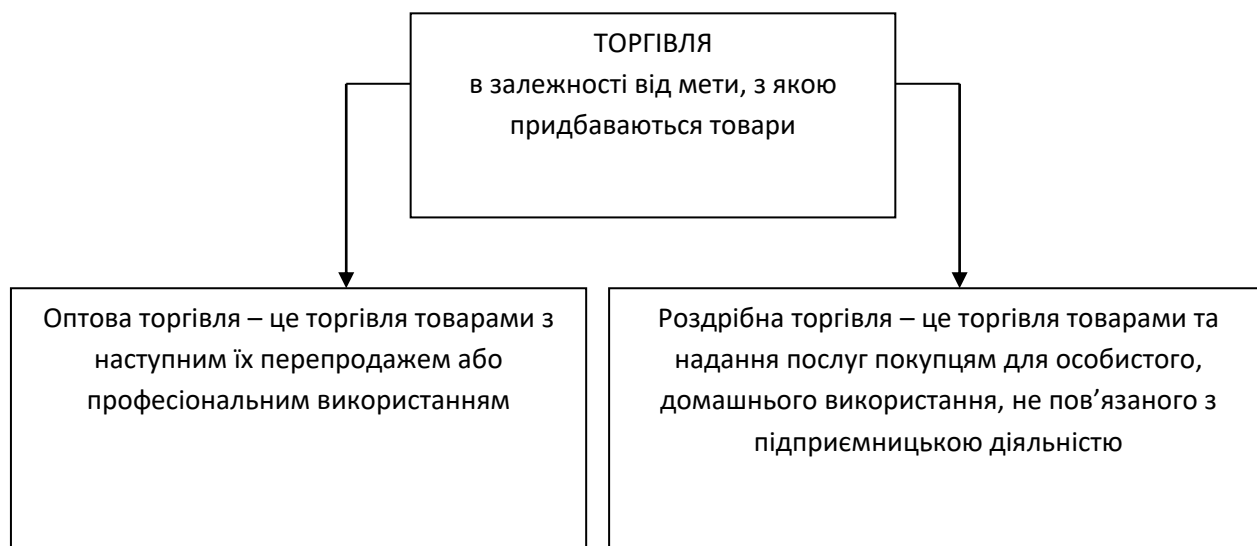 ТОРГІВЛЯ
в залежності від мети, з якою
придбаваються товари
Оптова торгівля – це торгівля товарами з
наступним їх перепродажем або
професіональним використанням
Роздрібна торгівля – це торгівля товарами та
надання послуг покупцям для особистого,
домашнього використання, не пов’язаного з
підприємницькою діяльністю